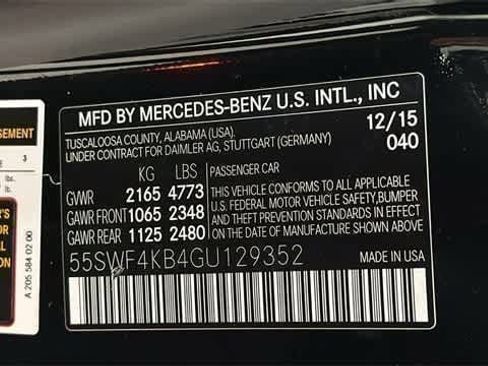 MFD BY MERCEDES-BENZ U.S. INTL., INC
TUSCALOOSA COUNTY, ALABAMA (USA).
UNDER CONTRACT FOR DAIMLER AG, STUTTGART (GERMANY)
12/15
040
KG LBS
GVWR 2165 4773
GAWR FRONT 1065 2348
GAWR REAR 1125 2480
PASSENGER CAR
THIS VEHICLE CONFORMS TO ALL APPLICABLE
U.S. FEDERAL MOTOR VEHICLE SAFETY, BUMPER
AND THEFT PREVENTION STANDARDS IN EFFECT
ON THE DATE OF MANUFACTURE SHOWN ABOVE.
55SWF4KB4GU129352
MADE IN USA
A 205 584 02 00
3